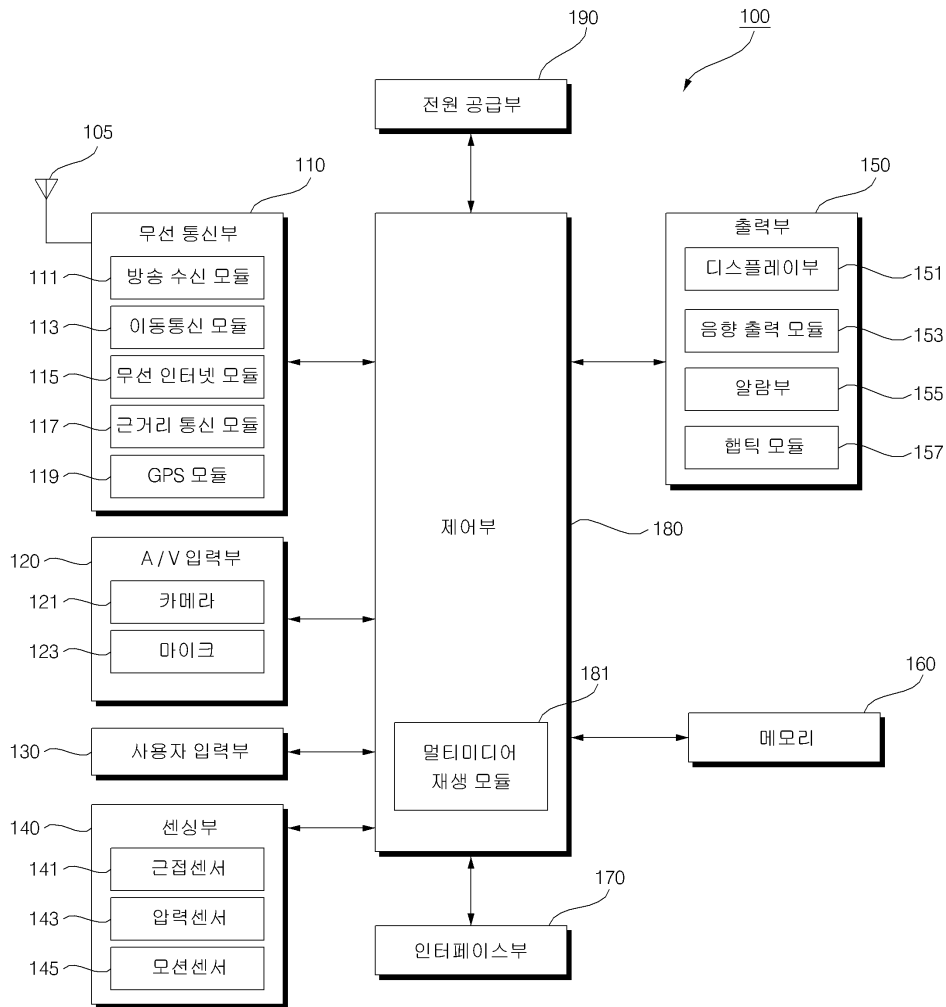 190
100
전원 공급부
105
110
무선 통신부
111
방송 수신 모듈
113
이동통신 모듈
115
무선 인터넷 모듈
117
근거리 통신 모듈
119
GPS 모듈
150
출력부
디스플레이부
151
음향 출력 모듈
153
알람부
155
햅틱 모듈
157
제어부
180
120
A / V 입력부
121
카메라
123
마이크
181
멀티미디어
재생 모듈
160
메모리
130
사용자 입력부
140
센싱부
141
근접센서
143
압력센서
145
모션센서
170
인터페이스부